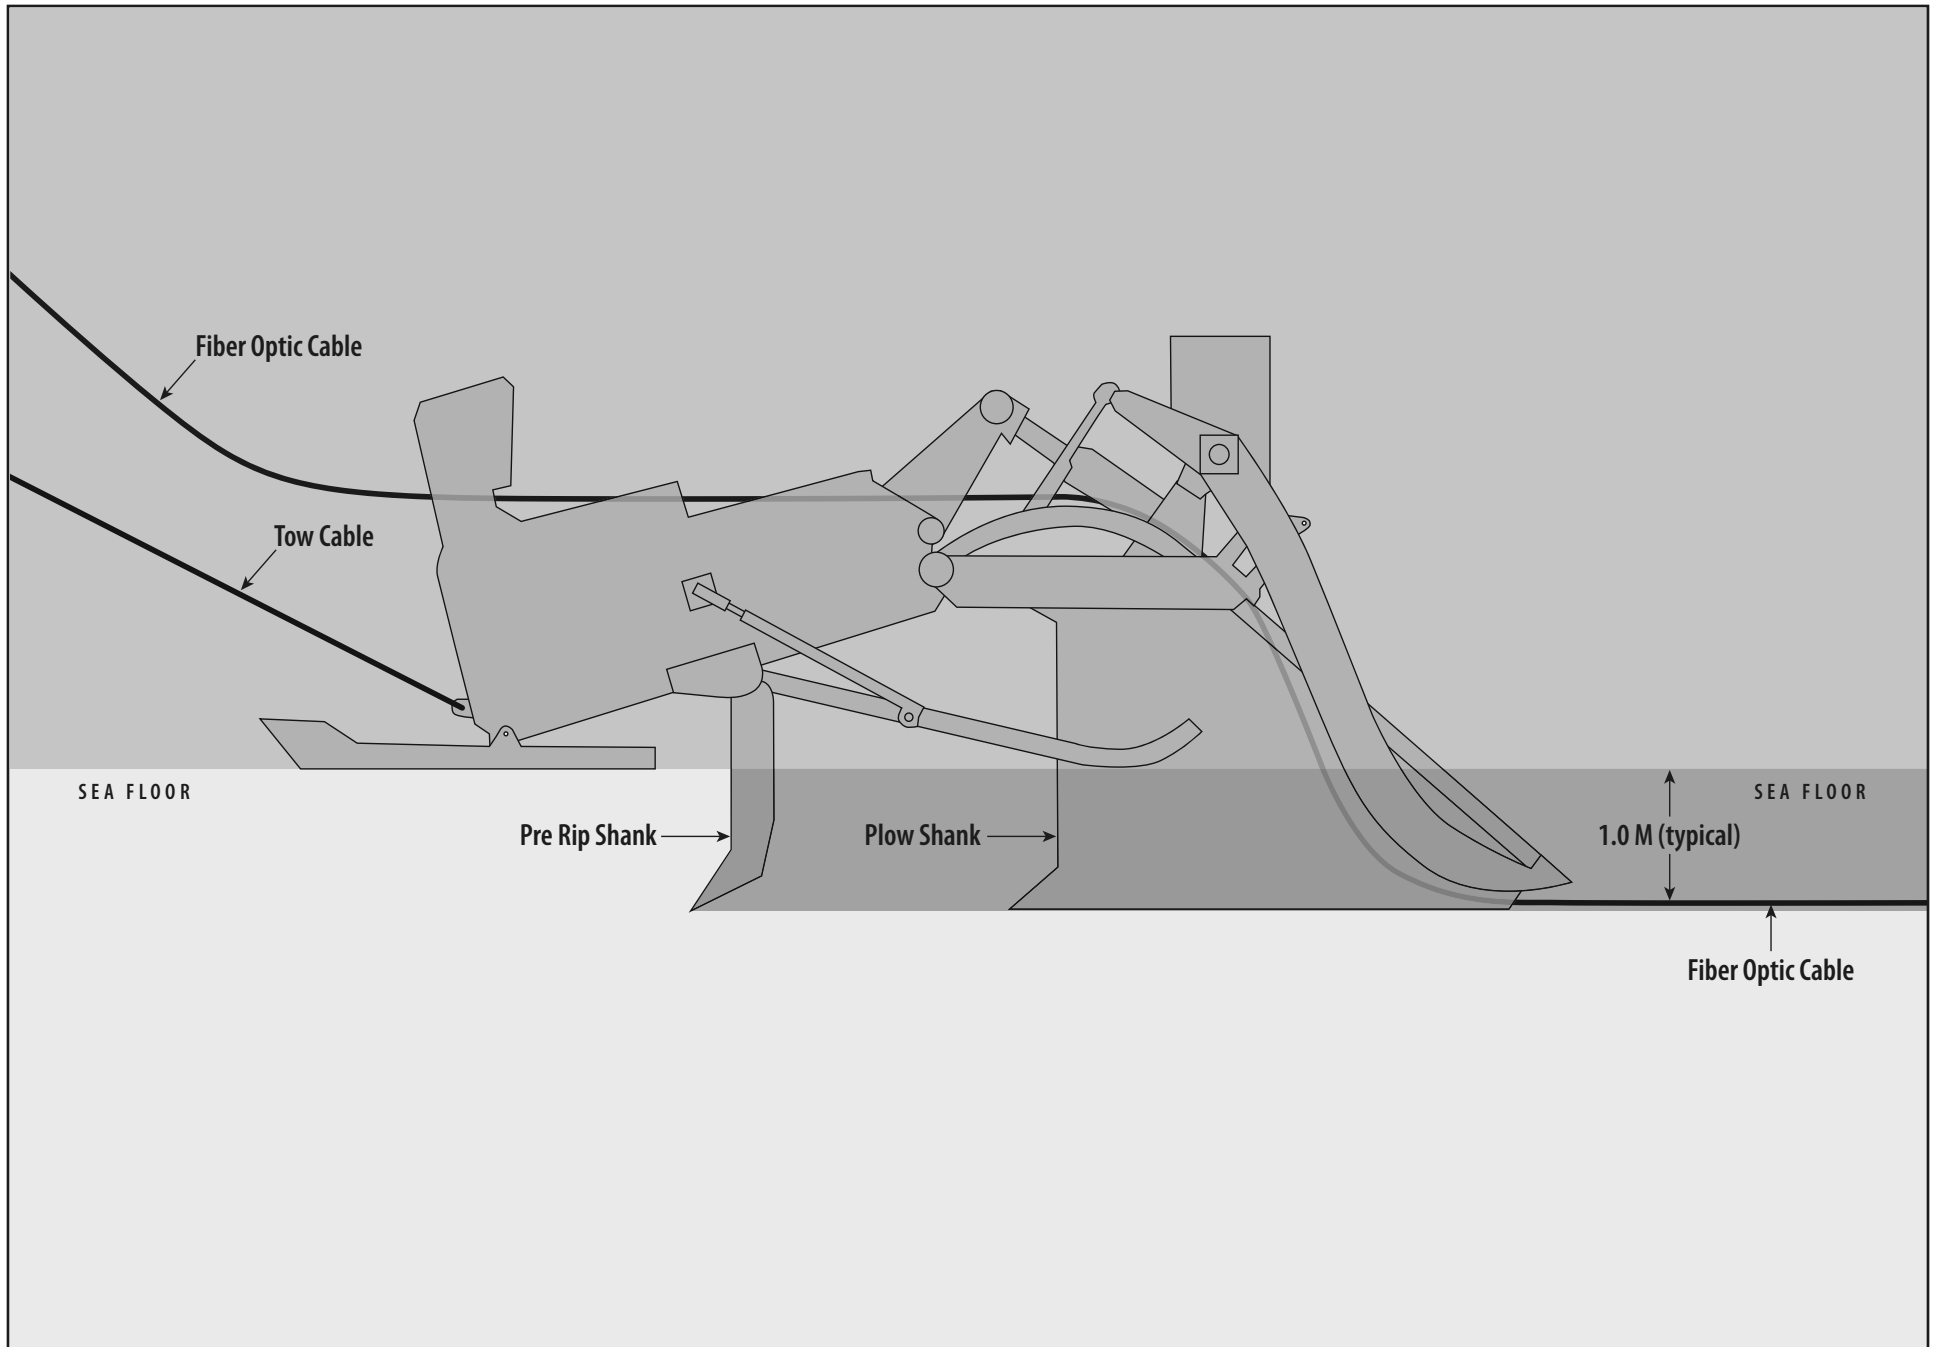 Fiber Optic Cable
Tow Cable
SEA FLOOR
SEA FLOOR
Pre Rip Shank
Plow Shank
1.0 M (typical)
Fiber Optic Cable